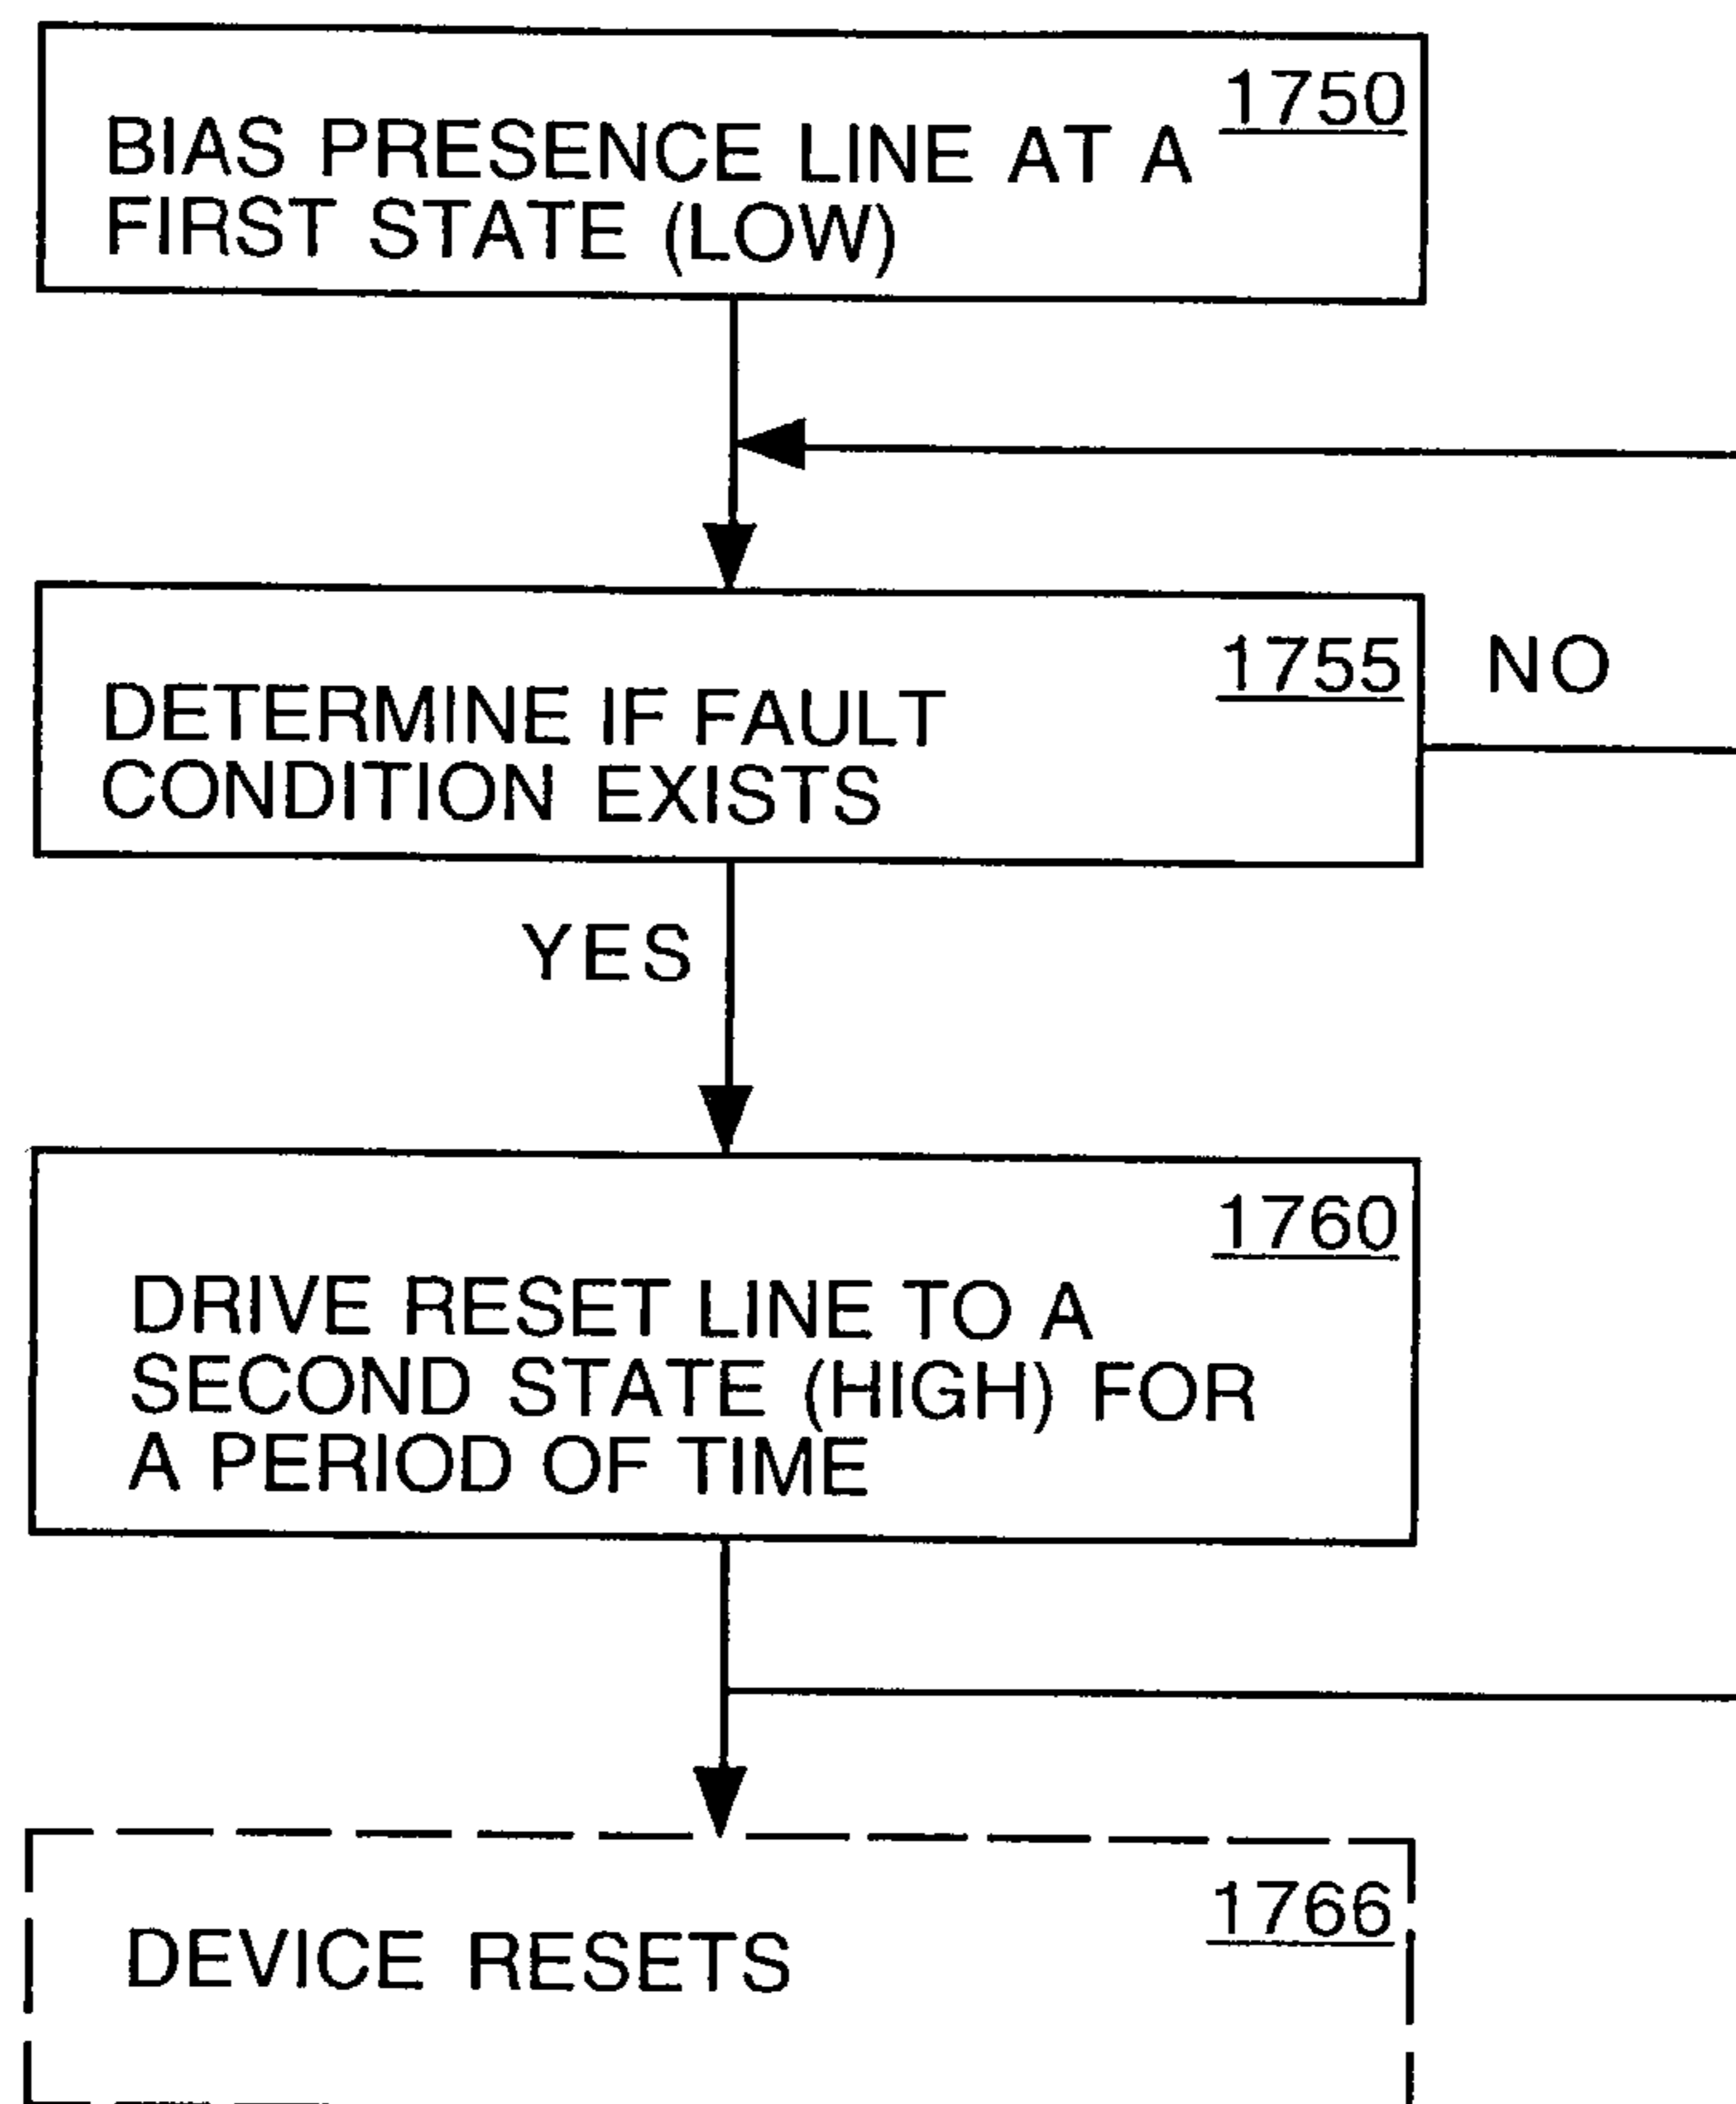 1750
BIAS PRESENCE LINE AT A
FIRST STATE (LOW)
1755
NO
DETERMINE IF FAULT
CONDITION EXISTS
YES
1760
DRIVE RESET LINE TO A
SECOND STATE (HIGH) FOR
A PERIOD OF TIME
1766
DEVICE RESETS